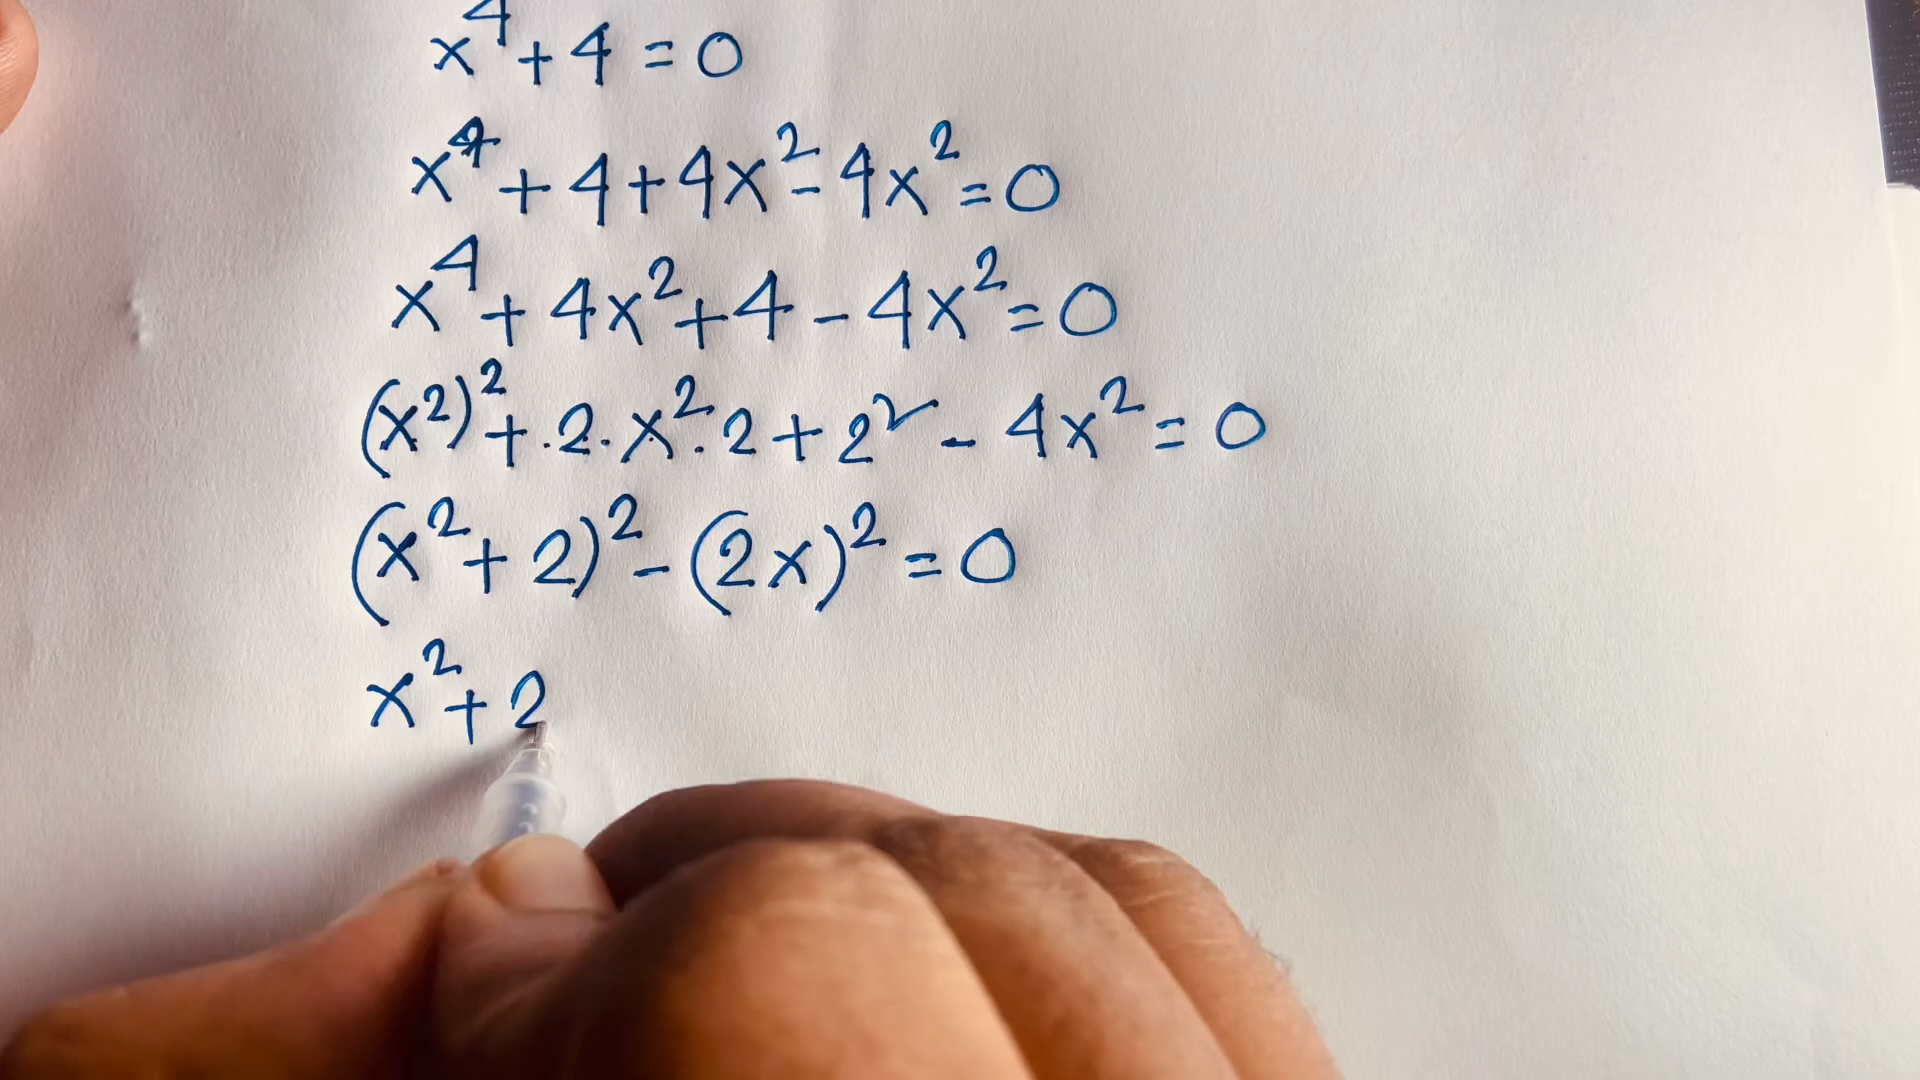 x⁴ + 4 = 0
x⁴ + 4 + 4x² - 4x² = 0
x⁴ + 4x² + 4 - 4x² = 0
(x²)² + .2. x² . 2 + 2² - 4x² = 0
(x² + 2)² - (2x)² = 0
x² + 2